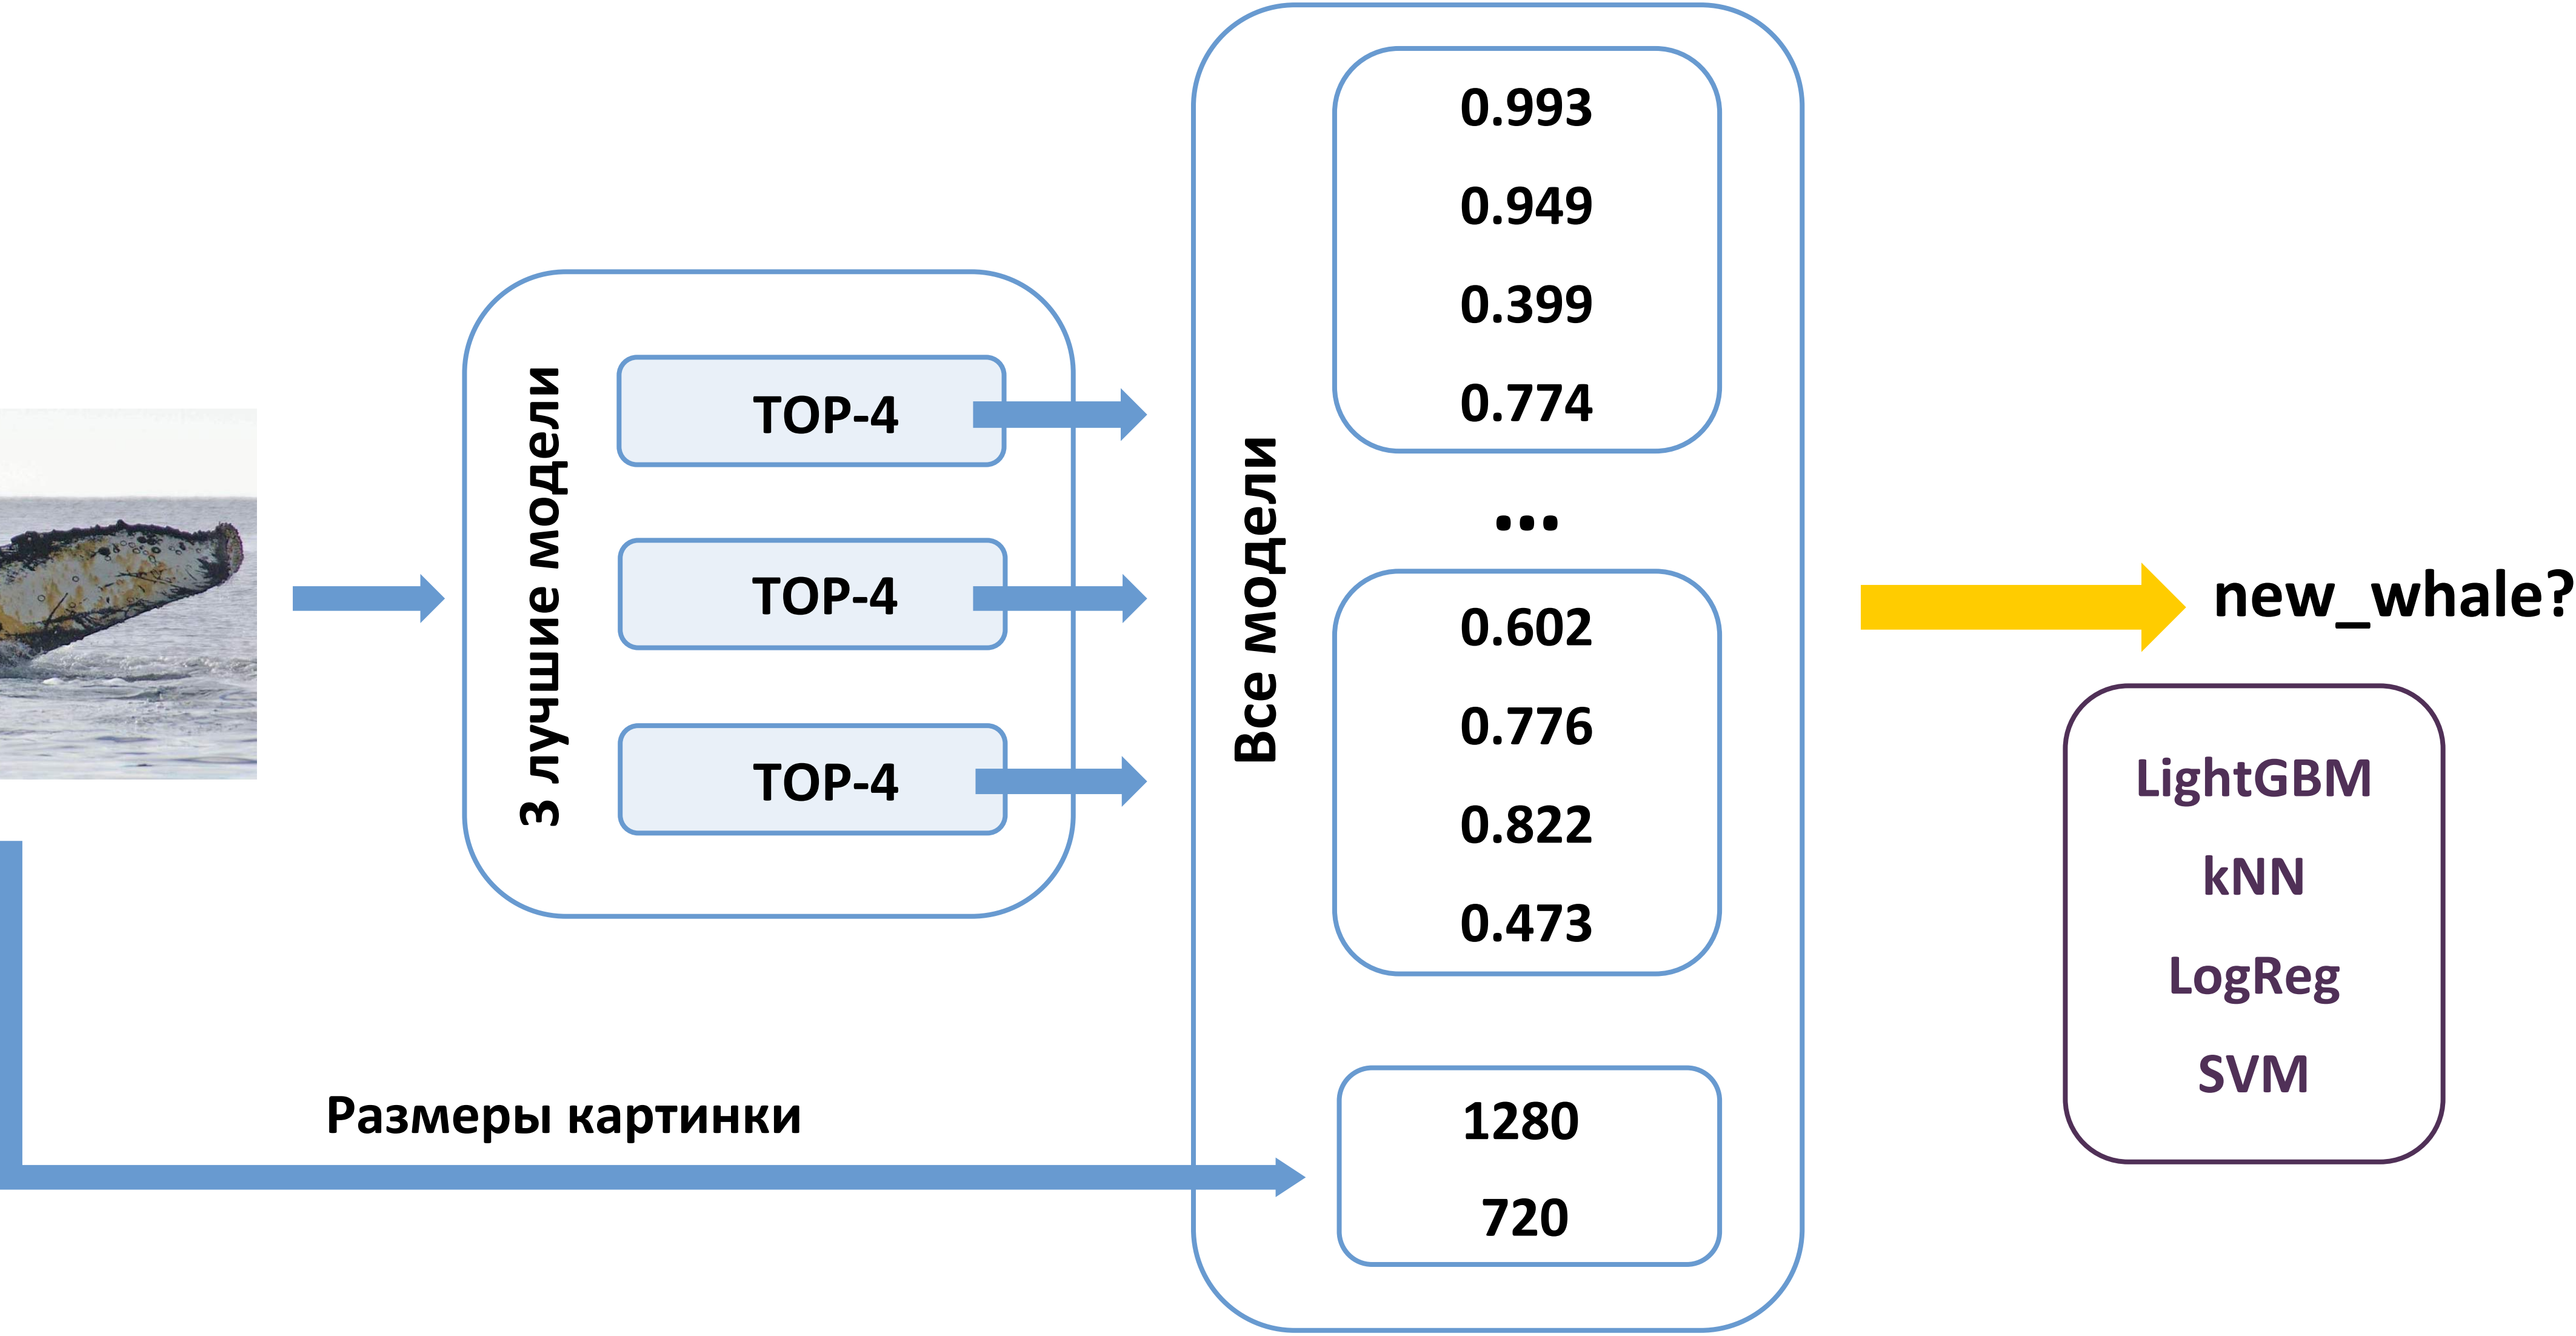 3 лучшие модели
TOP-4
TOP-4
TOP-4
Все модели
0.993
0.949
0.399
0.774
...
0.602
0.776
0.822
0.473
Размеры картинки
1280
720
new_whale?
LightGBM
kNN
LogReg
SVM